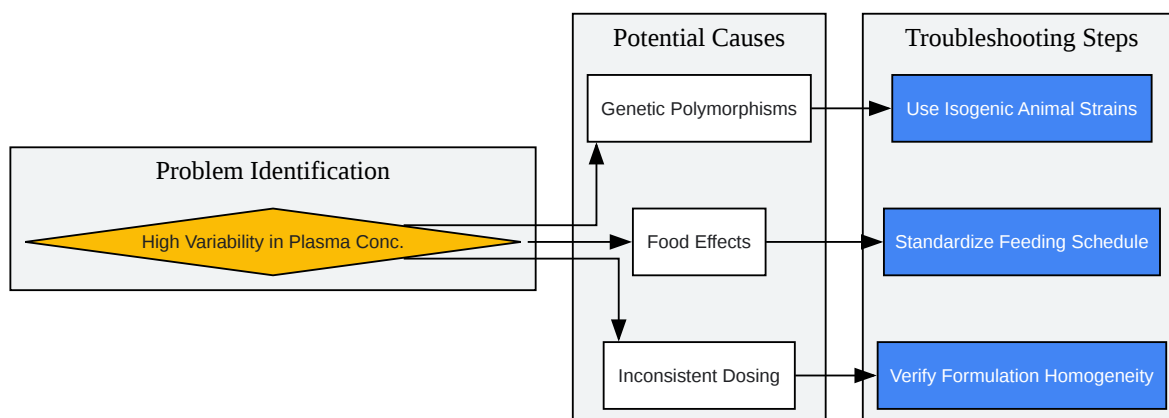 Problem Identification
High Variability in Plasma Conc.
Potential Causes
Genetic Polymorphisms
Food Effects
Inconsistent Dosing
Troubleshooting Steps
Use Isogenic Animal Strains
Standardize Feeding Schedule
Verify Formulation Homogeneity